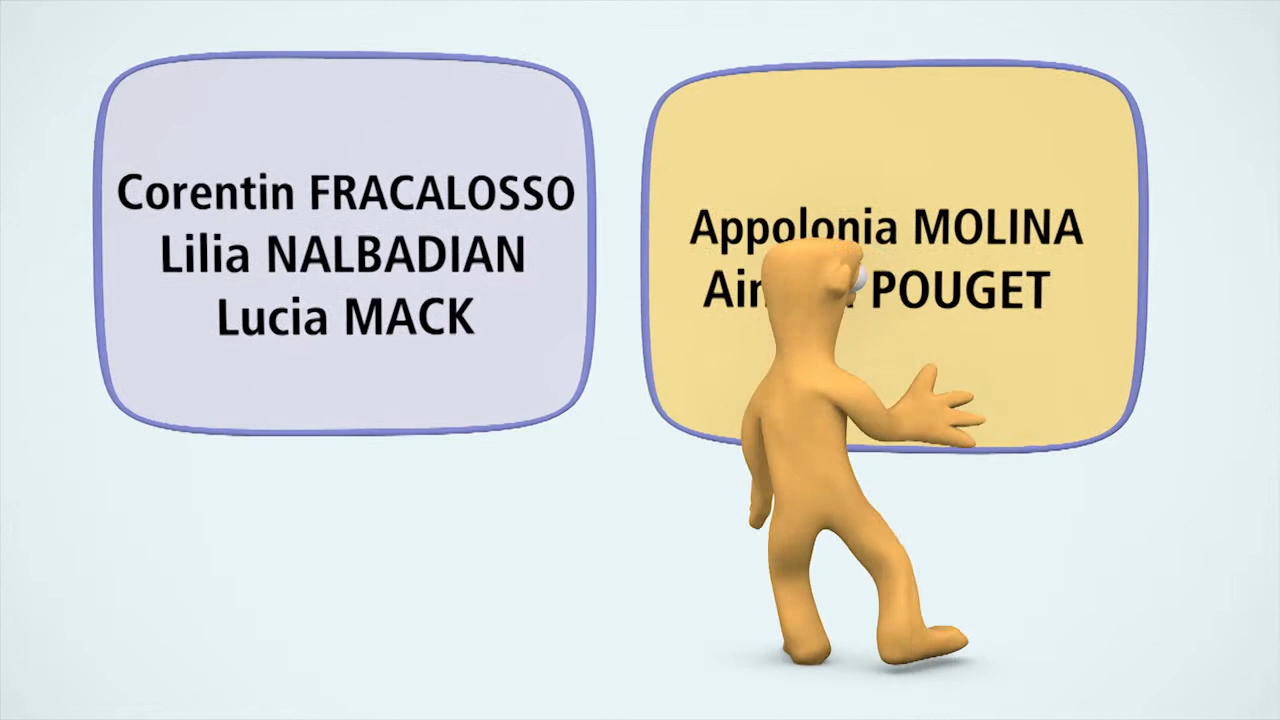 Corentin FRACALOSSO
Lilia NALBADIAN
Lucia MACK
Appolonia MOLINA
POUGET